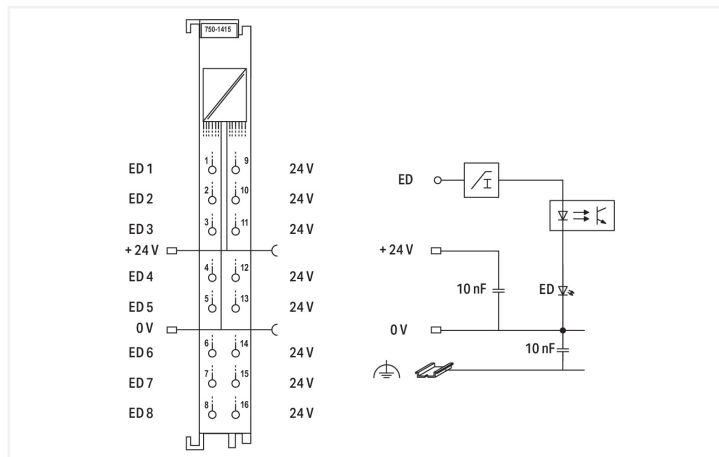 750-1415
ED 1 1 9 24 V
ED 2 2 10 24 V
ED 3 3 11 24 V
+ 24 V
ED 4 4 12 24 V
ED 5 5 13 24 V
0 V
ED 6 6 14 24 V
ED 7 7 15 24 V
ED 8 8 16 24 V
ED
I
+ 24 V
10 nF
ED
0 V
10 nF